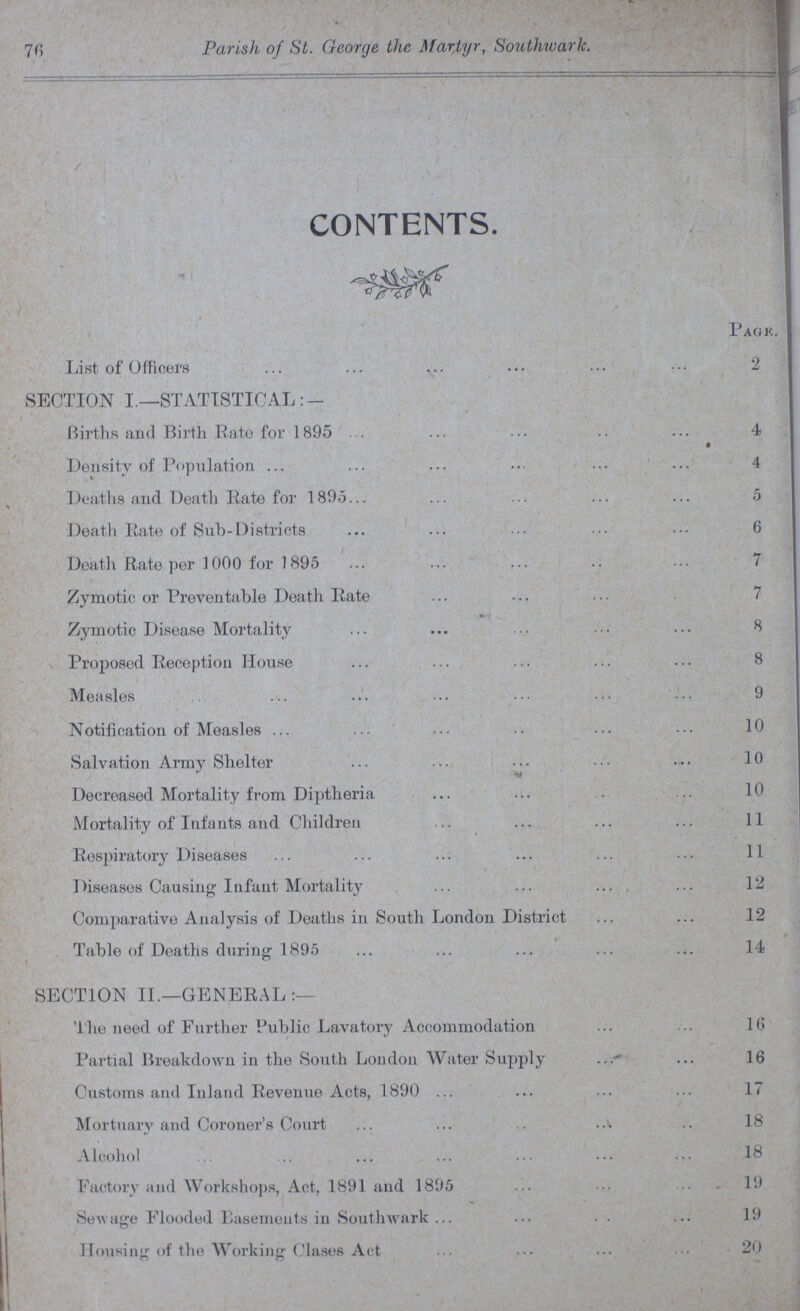 76 Parish of St. George the Martyr, Southwark.
CONTENTS.
PAGE.
List of Officers ... ... ... ... ... ... 2
SECTION I.—STATISTICAL:—
Births and Birth Rate for 1895 ... ... ... .. ... 4
Density of Population ... ... ... ... ... ... 4
Deaths and Death Rate for 1895... ... ... ... ... 5
Death Rate of Sub-Districts ... ... ... ... ... 6
Death Rate per 1000 for 1895 ... ... ... .. ... 7
Zymotic or Preventable Death Rate ... ... ... 7
Zymotic Disease Mortality ... ... ... ... ... 8
Proposed Reception House ... ... ... ... ... 8
Measles ... ... ... ... ... ... 9
Notification of Measles ... ... ... .. ... ... 10
Salvation Army Shelter ... ... ... ... ... 10
Decreased Mortality from Diptheria ... ... .. ... 10
Mortality of Infants and Children ... ... ... ... 11
Respiratory Diseases ... ... ... ... ... ... 11
Diseases Causing Infant Mortality ... ... ... ... 12
Comparative Analysis of Deaths in South London District ... ... 12
Table of Deaths during 1895 ... ... ... ... ... 14
SECTION II.—GENERAL:—
The need of Further Public Lavatory Accommodation ... ... 16
Partial Breakdown in the South London Water Supply ... ... 16
Customs and Inland Revenue Acts, 1890 ... ... ... ... 17
Mortuary and Coroner's Court ... ... .. ... .. 18
Alcohol ... ... ... ... ... ... ... 18
Factory and Workshops, Act, 1891 and 1895 ... ... ... 19
Sewage Flooded Basements in Southwark ... ... .. ... 19
Housing of the Working Clases Act ... ... ... ... 20